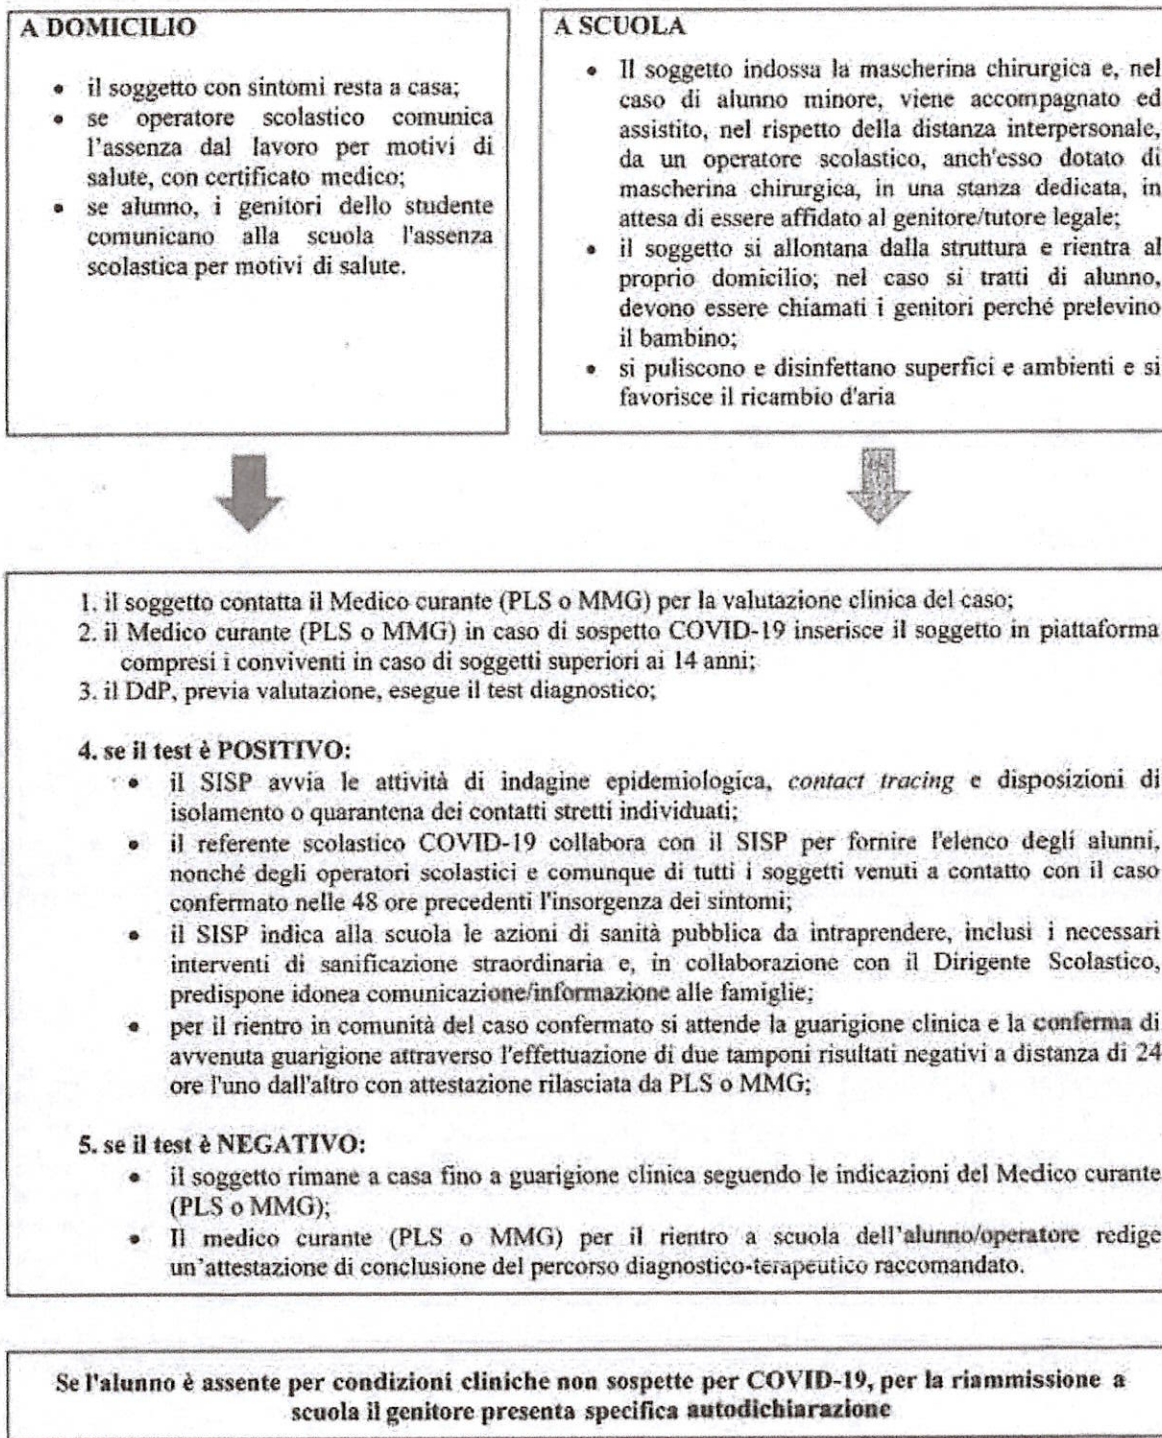 A DOMICILIO
• il soggetto con sintomi resta a casa;
• se operatore scolastico comunica
l'assenza dal lavoro per motivi di
salute, con certificato medico;
• se alunno, i genitori dello studente
comunicano alla scuola l'assenza
scolastica per motivi di salute.
A SCUOLA
• Il soggetto indossa la mascherina chirurgica e, nel
caso di alunno minore, viene accompagnato ed
assistito, nel rispetto della distanza interpersonale,
da un operatore scolastico, anch'esso dotato di
mascherina chirurgica, in una stanza dedicata, in
attesa di essere affidato al genitore/tutore legale;
• il soggetto si allontana dalla struttura e rientra al
proprio domicilio; nel caso si tratti di alunno,
devono essere chiamati i genitori perché prelevino
il bambino;
• si puliscono e disinfettano superfici e ambienti e si
favorisce il ricambio d'aria
1. il soggetto contatta il Medico curante (PLS o MMG) per la valutazione clinica del caso;
2. il Medico curante (PLS o MMG) in caso di sospetto COVID-19 inserisce il soggetto in piattaforma
compresi i conviventi in caso di soggetti superiori ai 14 anni;
3. il DdP, previa valutazione, esegue il test diagnostico;
4. se il test è POSITIVO:
• il SISP avvia le attività di indagine epidemiologica, contact tracing e disposizioni di
isolamento o quarantena dei contatti stretti individuati;
• il referente scolastico COVID-19 collabora con il SISP per fornire l'elenco degli alunni,
nonché degli operatori scolastici e comunque di tutti i soggetti venuti a contatto con il caso
confermato nelle 48 ore precedenti l'insorgenza dei sintomi;
• il SISP indica alla scuola le azioni di sanità pubblica da intraprendere, inclusi i necessari
interventi di sanificazione straordinaria e, in collaborazione con il Dirigente Scolastico,
predispone idonea comunicazione/informazione alle famiglie;
• per il rientro in comunità del caso confermato si attende la guarigione clinica e la conferma di
avvenuta guarigione attraverso l'effettuazione di due tamponi risultati negativi a distanza di 24
ore l'uno dall'altro con attestazione rilasciata da PLS o MMG;
5. se il test è NEGATIVO:
• il soggetto rimane a casa fino a guarigione clinica seguendo le indicazioni del Medico curante
(PLS o MMG);
• Il medico curante (PLS o MMG) per il rientro a scuola dell'alunno/operatore redige
un'attestazione di conclusione del percorso diagnostico-terapeutico raccomandato.
Se l'alunno è assente per condizioni cliniche non sospette per COVID-19, per la riammissione a
scuola il genitore presenta specifica autodichiarazione